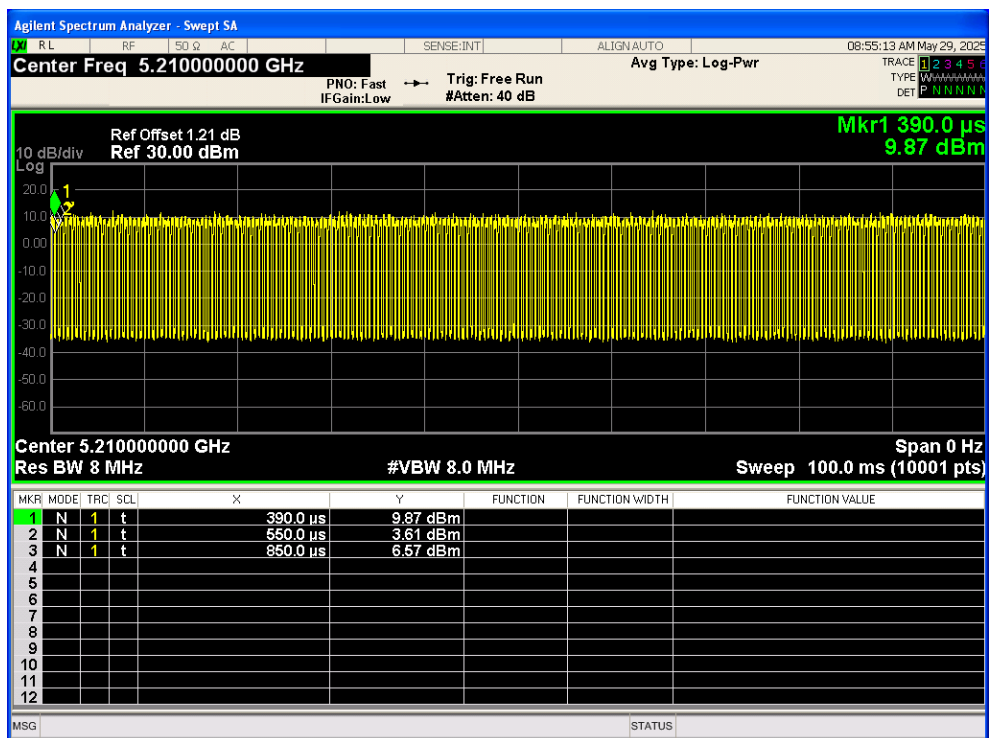 Agilent Spectrum Analyzer - Swept SA
LXI RL RF 50 Ω AC SENSE:INT ALIGN AUTO 08:55:13 AM May 29, 2025
Center Freq 5.210000000 GHz Avg Type: Log-Pwr TRACE 1 2 3 4 5 6
PNO: Fast Trig: Free Run TYPE
IFGain:Low #Atten: 40 dB DET P N N N N N
Mkr1 390.0 µs
9.87 dBm
Ref Offset 1.21 dB
10 dB/div Ref 30.00 dBm
Log
20.0
10.0
0.00
-10.0
-20.0
-30.0
-40.0
-50.0
-60.0
1
2
Center 5.210000000 GHz Span 0 Hz
Res BW 8 MHz #VBW 8.0 MHz Sweep 100.0 ms (10001 pts)
MKR MODE TRC SCL X Y FUNCTION FUNCTION WIDTH FUNCTION VALUE
1 N 1 t 390.0 µs 9.87 dBm
2 N 1 t 550.0 µs 3.61 dBm
3 N 1 t 850.0 µs 6.57 dBm
4
5
6
7
8
9
10
11
12
MSG STATUS